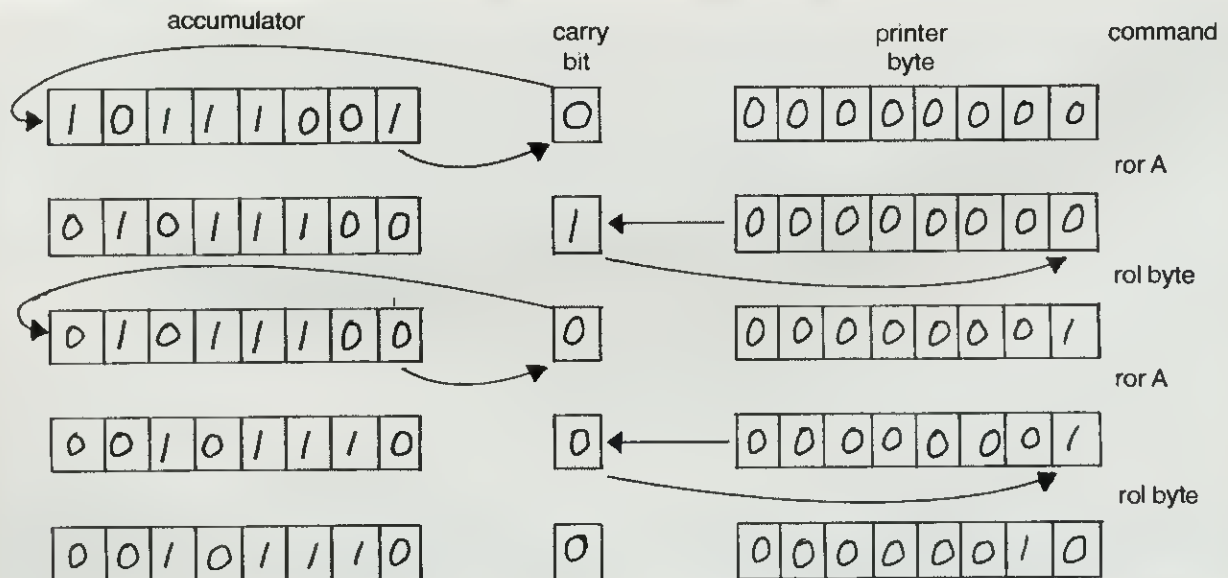 accumulator
carry bit
printer byte
command
1 0 1 1 1 0 0 1 0 0 0 0 0 0 0 0 0
ror A
0 1 0 1 1 1 0 0 1 0 0 0 0 0 0 0 0
rol byte
0 1 0 1 1 1 0 0 0 0 0 0 0 0 0 0 1
ror A
0 0 1 0 1 1 1 0 0 0 0 0 0 0 0 0 1
rol byte
0 0 1 0 1 1 1 0 0 0 0 0 0 0 0 1 0